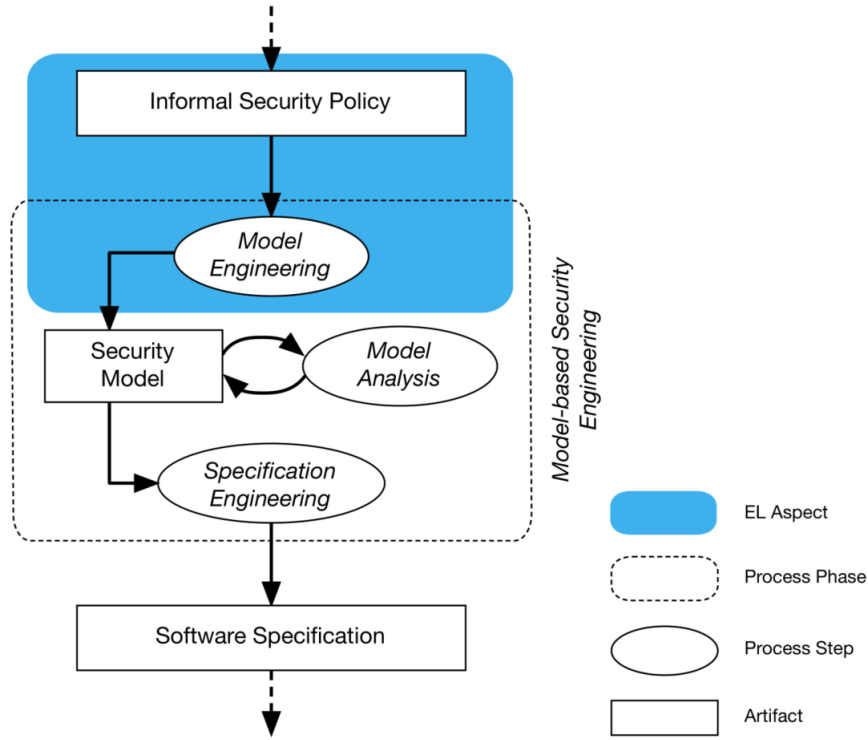 Informal Security Policy
Model
Engineering
Security
Model
Model
Analysis
Specification
Engineering
Model-based Security
Engineering
Software Specification
EL Aspect
Process Phase
Process Step
Artifact